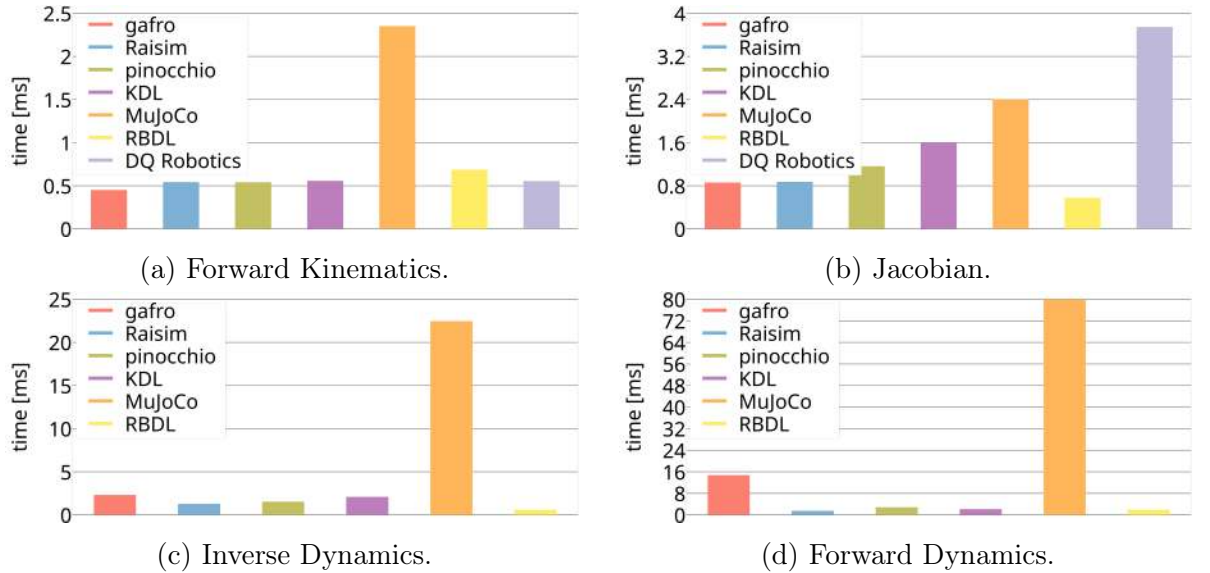 2.5
2
1.5
1
0.5
0
time [ms]
gafro
Raisim
pinocchio
KDL
MuJoCo
RBDL
DQ Robotics
(a) Forward Kinematics.
4
3.2
2.4
1.6
0.8
0
time [ms]
gafro
Raisim
pinocchio
KDL
MuJoCo
RBDL
DQ Robotics
(b) Jacobian.
25
20
15
10
5
0
time [ms]
gafro
Raisim
pinocchio
KDL
MuJoCo
RBDL
(c) Inverse Dynamics.
80
72
64
56
48
40
32
24
16
8
0
time [ms]
gafro
Raisim
pinocchio
KDL
MuJoCo
RBDL
(d) Forward Dynamics.